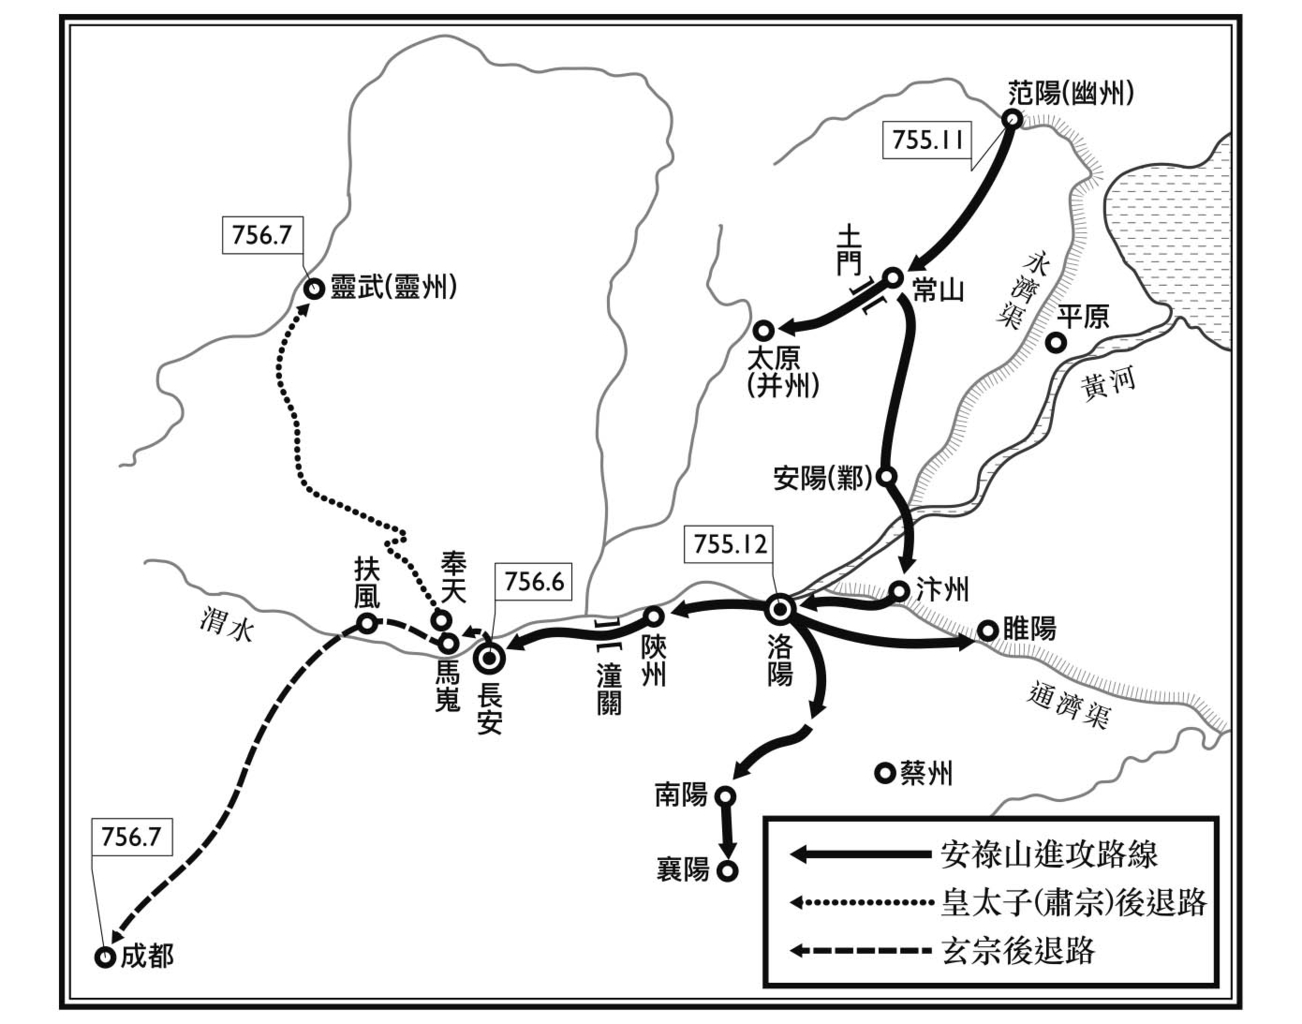 范陽(幽州)
755.11
土門
常山
永濟渠
平原
756.7
靈武(靈州)
太原
(并州)
黃河
安陽(鄴)
755.12
奉天
扶風
756.6
汴州
渭水
睢陽
陝州
洛陽
馬嵬
長安
潼關
通濟渠
蔡州
南陽
襄陽
756.7
成都
安祿山進攻路線
皇太子(肅宗)後退路
玄宗後退路